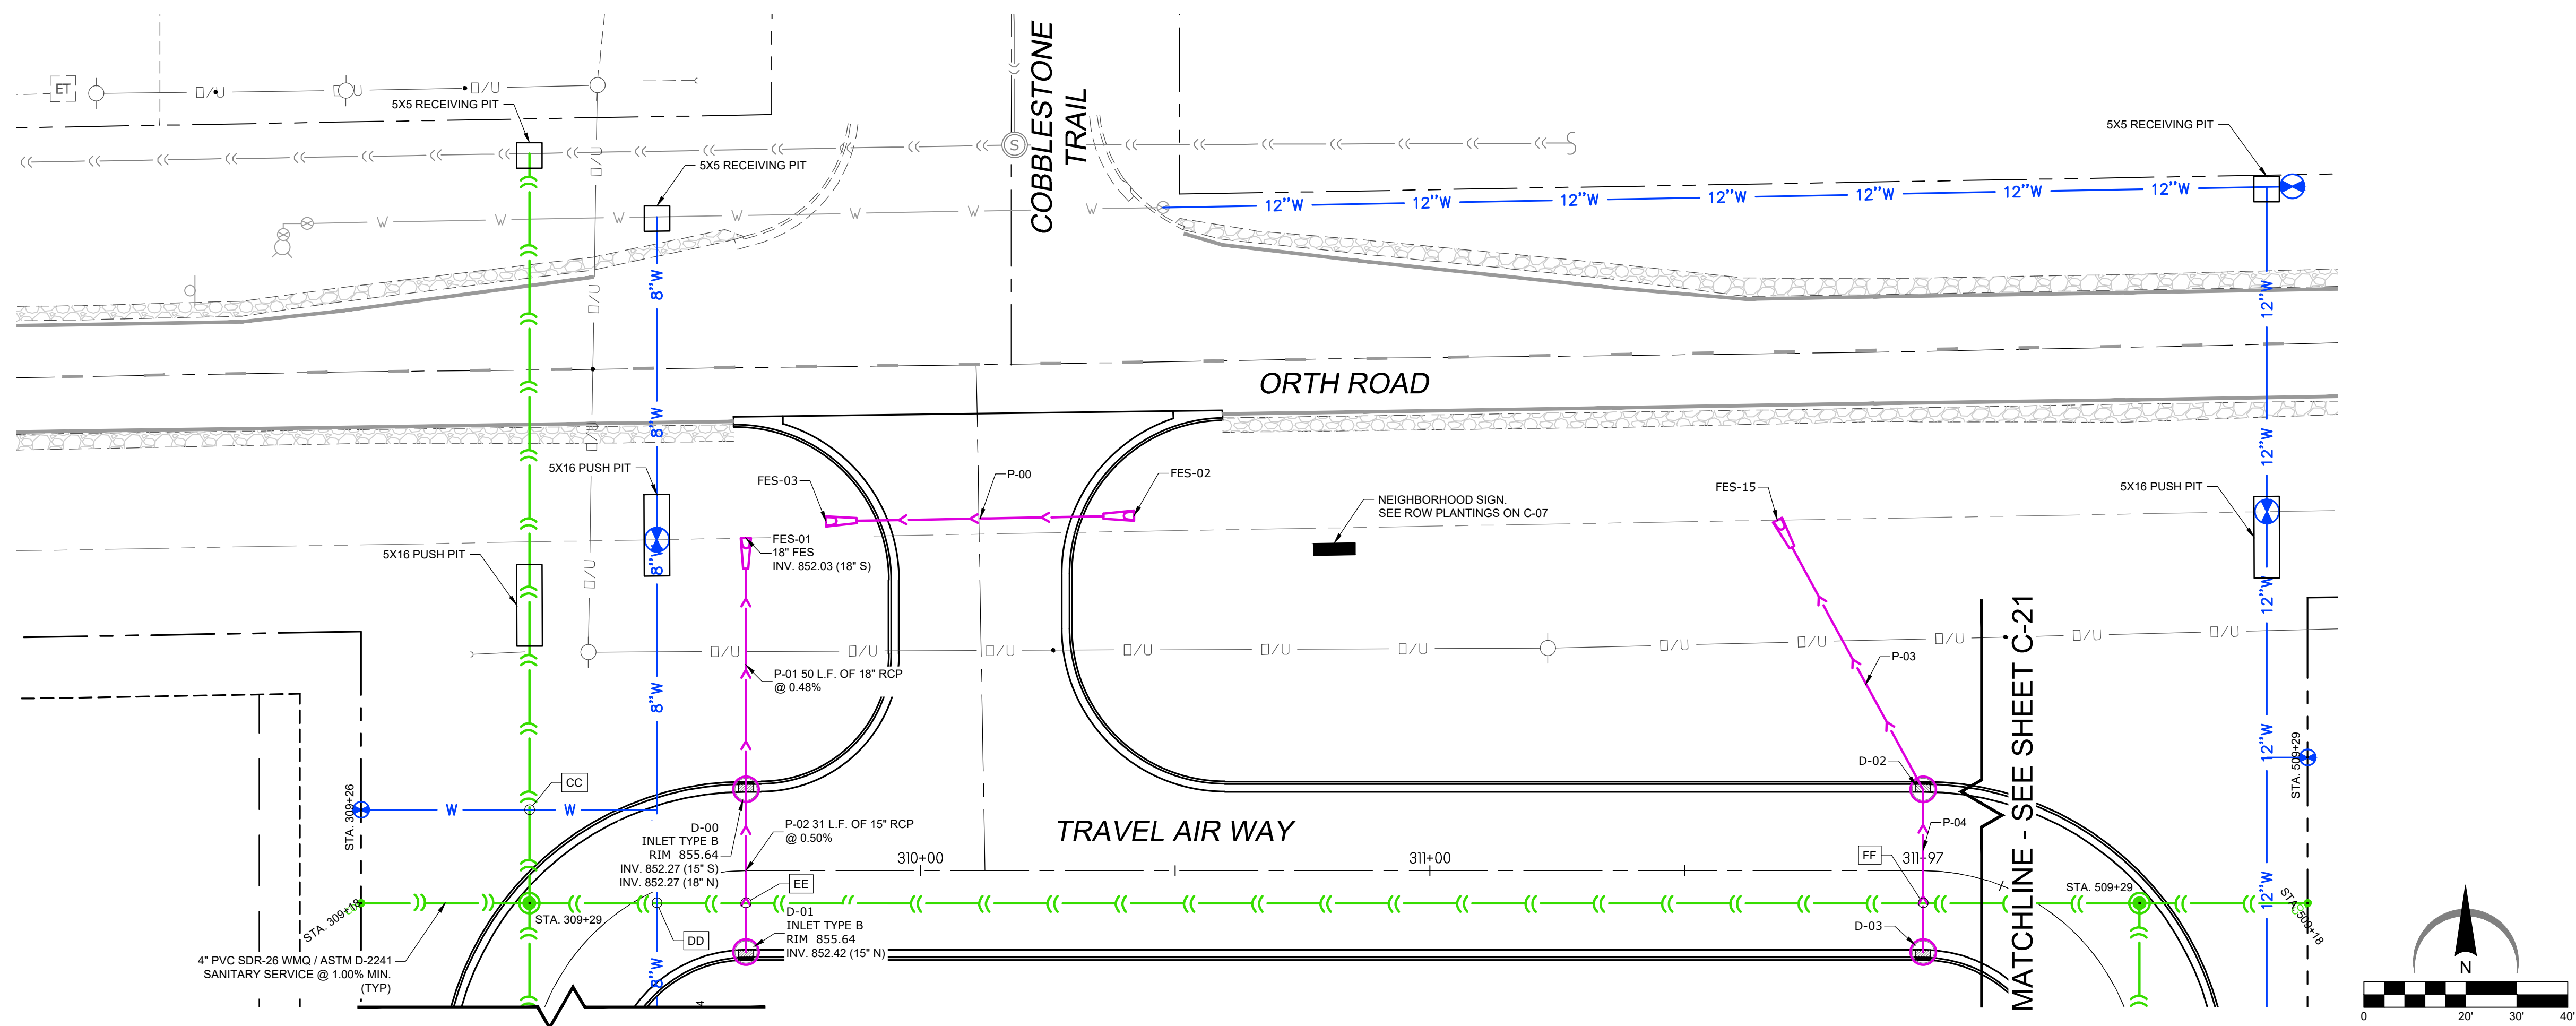 COBBLESTONE
TRAIL
ET
5X5 RECEIVING PIT
5X5 RECEIVING PIT
5X5 RECEIVING PIT
S
W W W W W W W
12"W 12"W 12"W 12"W 12"W 12"W 12"W
8"W
8"W
8"W
8"W
8"W
12"W
12"W
12"W
12"W
12"W
ORTH ROAD
5X16 PUSH PIT
5X16 PUSH PIT
5X16 PUSH PIT
FES-03
P-00
FES-02
NEIGHBORHOOD SIGN.
SEE ROW PLANTINGS ON C-07
FES-15
FES-01
18" FES
INV. 852.03 (18" S)
P-01 50 L.F. OF 18" RCP
@ 0.48%
P-03
MATCHLINE - SEE SHEET C-21
CC
W W
STA. 309+26
D-00
INLET TYPE B
RIM 855.64
INV. 852.27 (15" S)
INV. 852.27 (18" N)
P-02 31 L.F. OF 15" RCP
@ 0.50%
TRAVEL AIR WAY
D-02
P-04
STA. 509+29
310+00
311+00
311+97
FF
EE
STA. 309+18
STA. 309+29
DD
D-01
INLET TYPE B
RIM 855.64
INV. 852.42 (15" N)
D-03
STA. 509+29
STA. 509+18
4" PVC SDR-26 WMQ / ASTM D-2241
SANITARY SERVICE @ 1.00% MIN.
(TYP)
N
0 20' 30' 40'